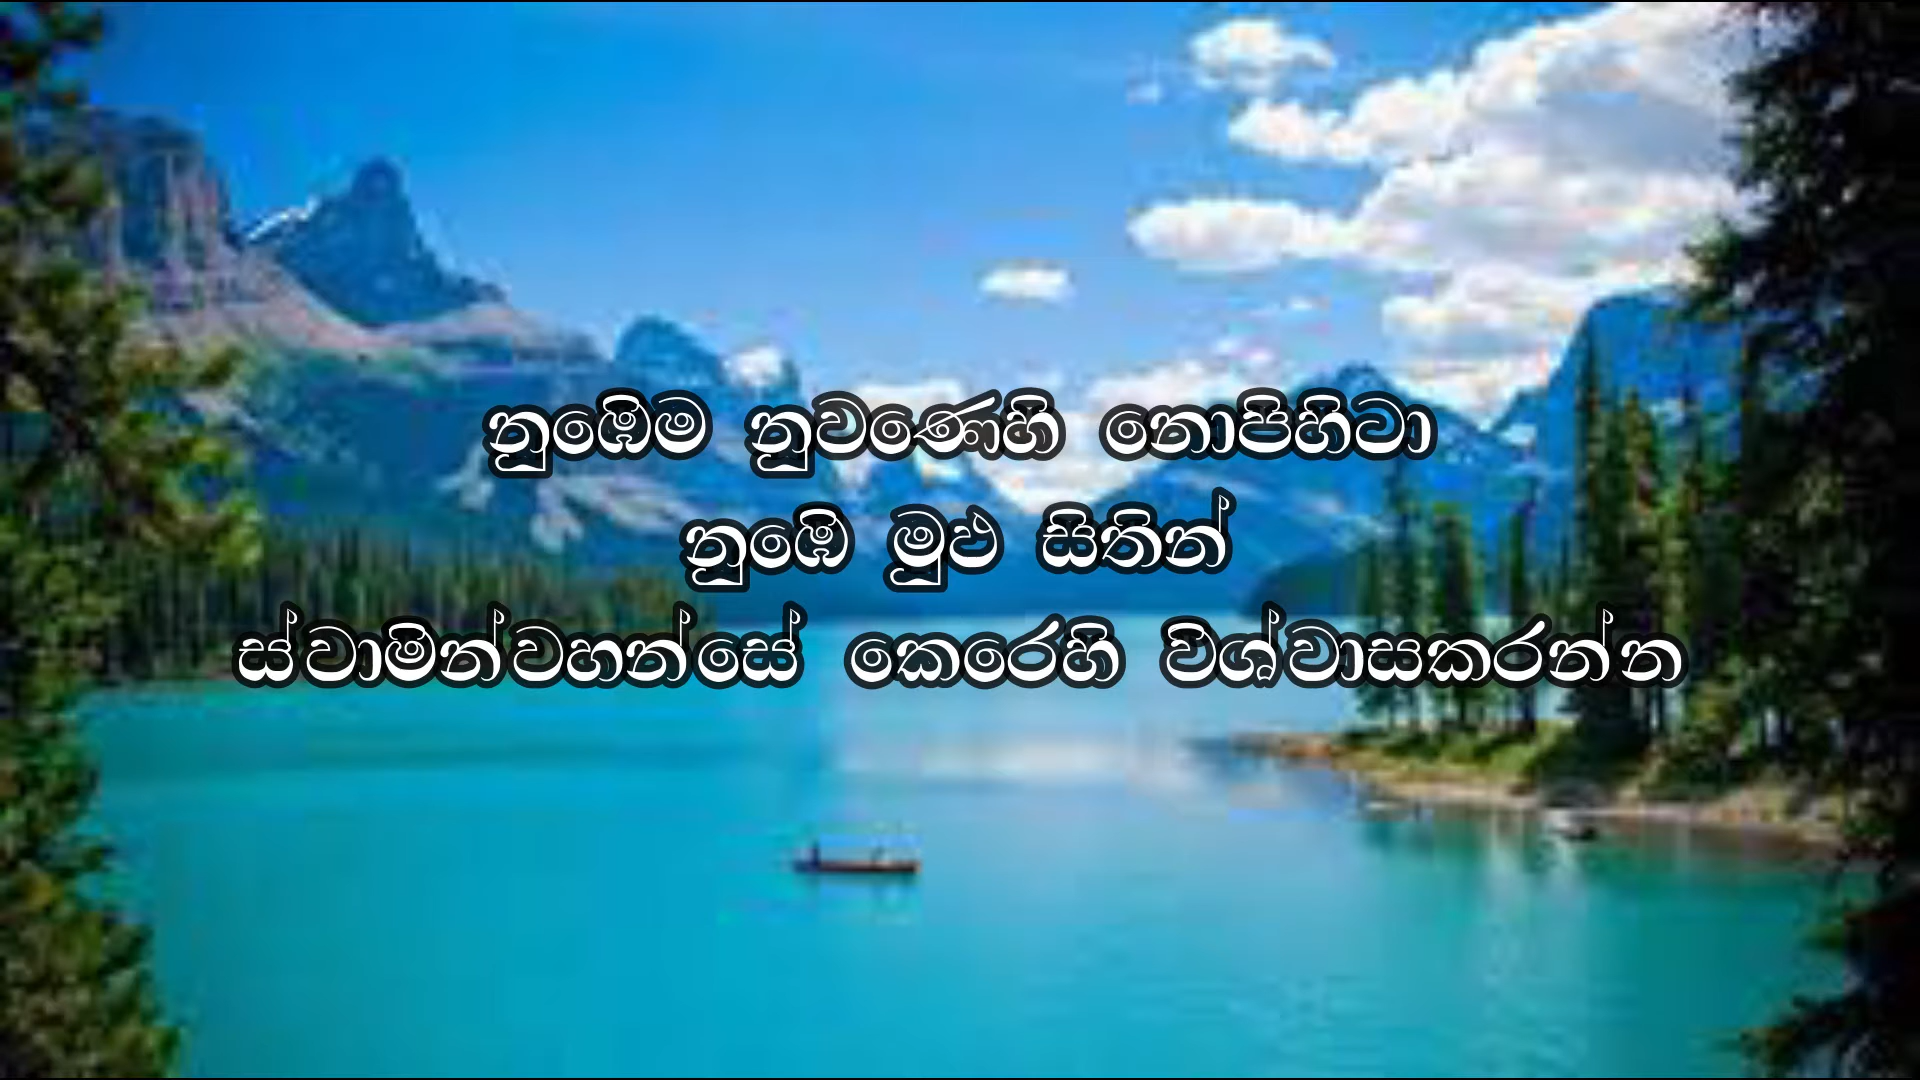 නුඹේම නුවණෙහි නොපිහිටා
නුඹේ මුළු සිතින්
ස්වාමින්වහන්සේ කෙරෙහි විශ්වාසකරන්න